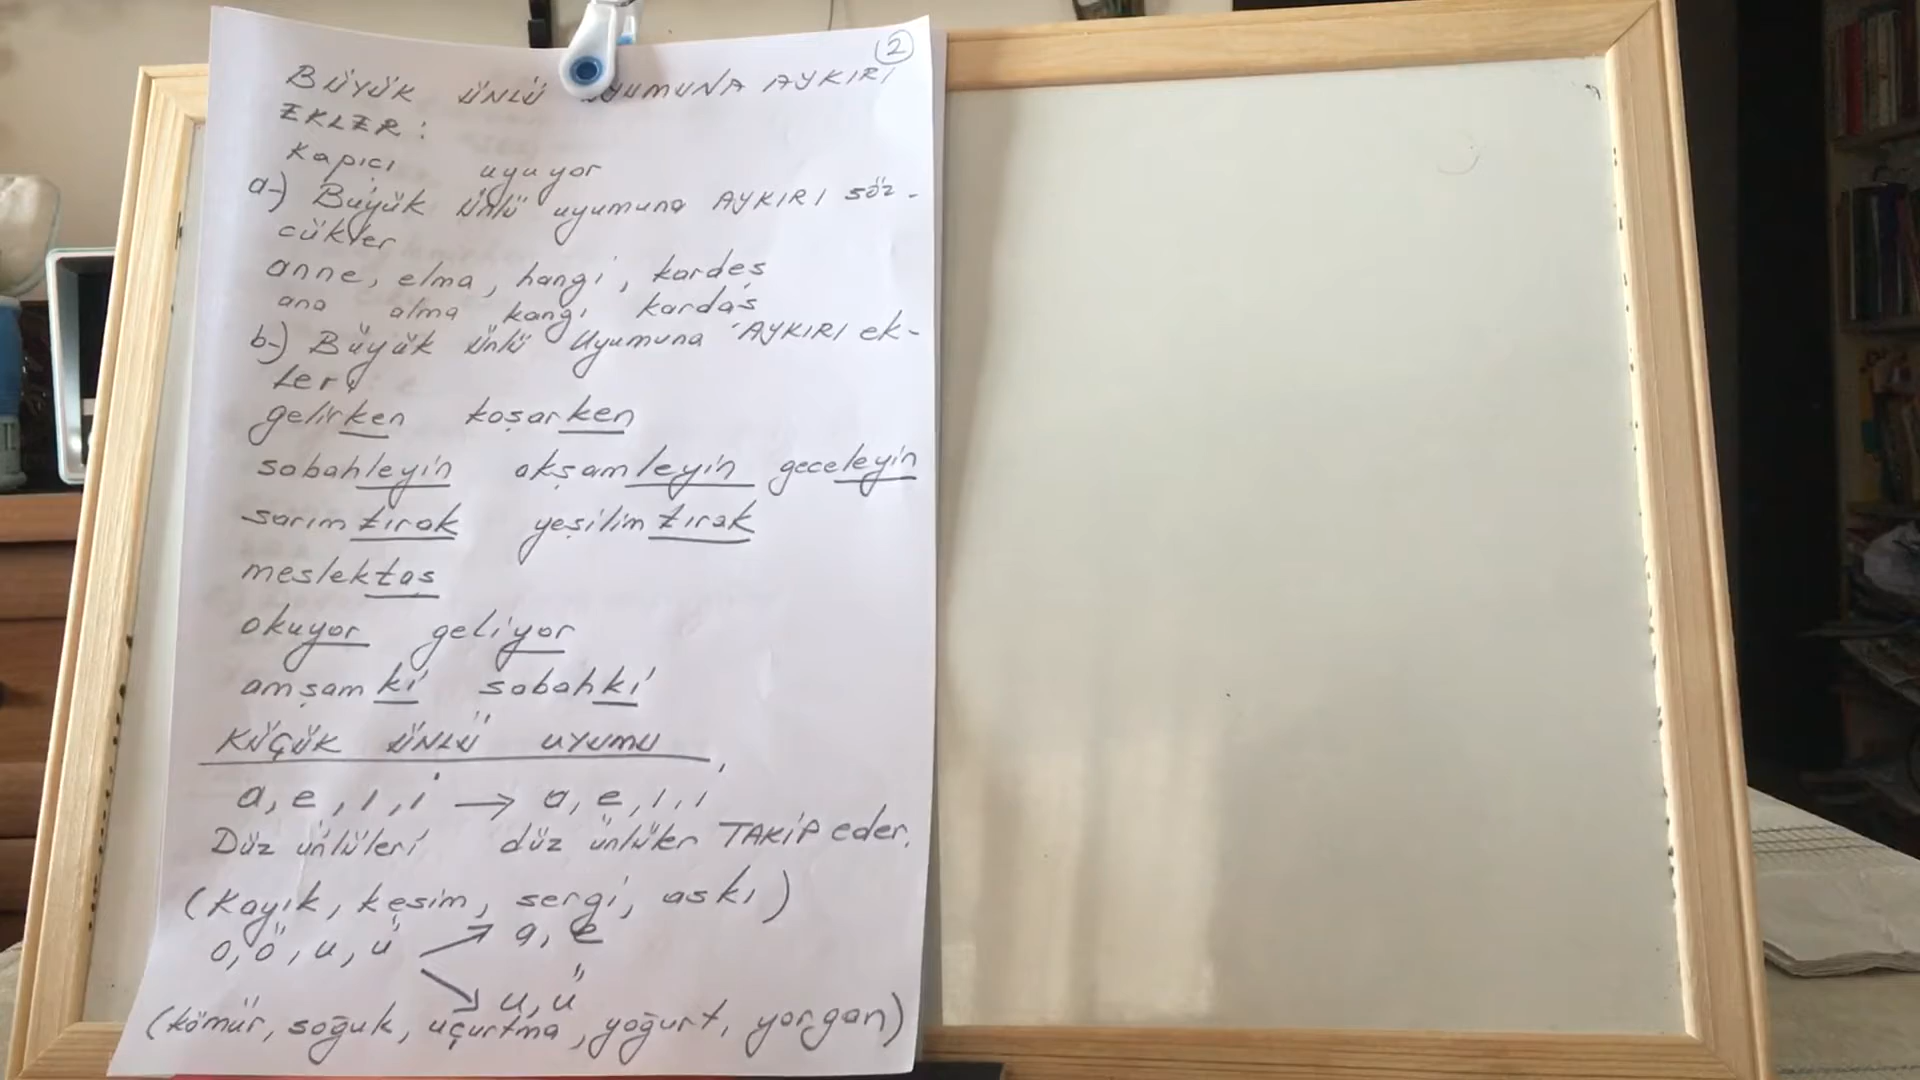 2
BÜYÜK ÜNLÜ UYUMUNA AYKIRI
EKLER:
Kapıcı uyuyor
a-) Büyük ünlü uyumuna AYKIRI söz-
cükler
anne, elma, hangi, kardeş
ana alma kangı kardaş
b-) Büyük ünlü Uyumuna AYKIRI ek-
ler;
gelirken koşarken
sabahleyin akşamleyin geceleyin
sarımtırak yeşilimtırak
meslektaş
okuyor geliyor
amşamki sabahki
KÜÇÜK ÜNLÜ UYUMU
a, e, ı, i → a, e, ı, i
Düz ünlüleri düz ünlüler TAKİP eder.
(Kayık, kesim, sergi, askı)
o, ö, u, ü ↗ a, e
↘ u, ü
(kömür, soğuk, uçurtma, yoğurt, yorgan)